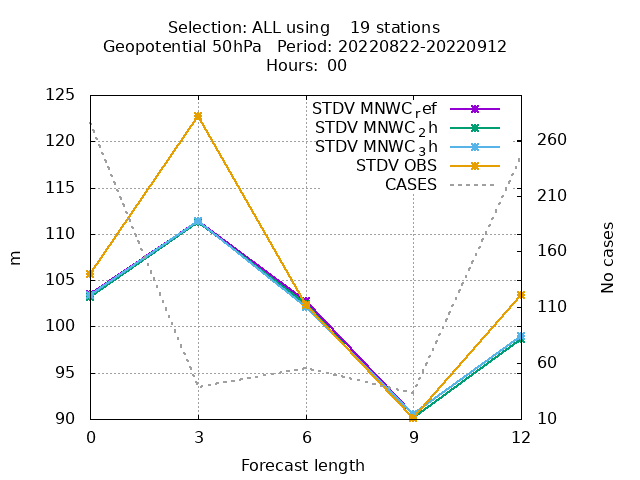 Selection: ALL using    19 stations
Geopotential 50hPa   Period: 20220822-20220912
Hours:  00
STDV MNWC_ref
STDV MNWC_2h
STDV MNWC_3h
STDV OBS
CASES
125
120
115
110
105
100
95
90
m
260
210
160
110
60
10
No cases
0
3
6
9
12
Forecast length